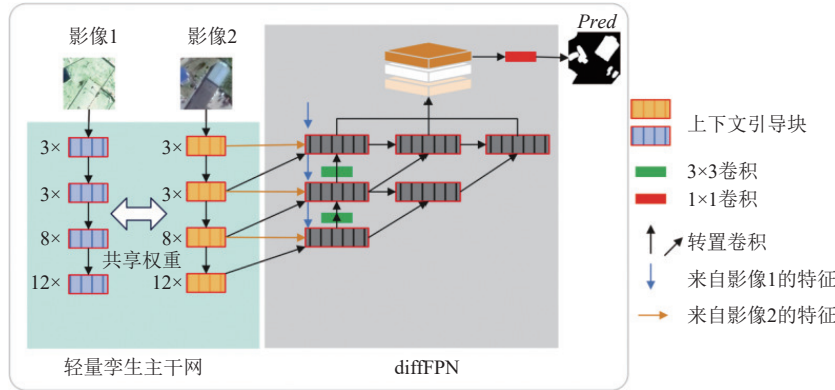 影像1
影像2
Pred
3×
3×
3×
3×
8×
8×
共享权重
12×
12×
轻量孪生主干网
diffFPN
上下文引导块
3×3卷积
1×1卷积
转置卷积
来自影像1的特征
来自影像2的特征